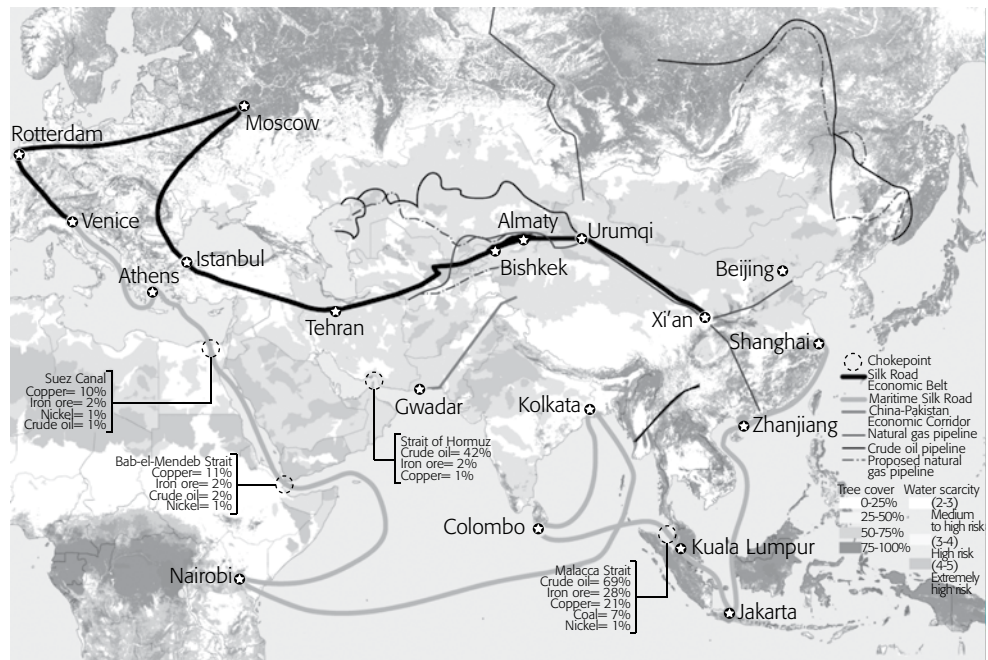 Rotterdam
Moscow
Venice
Istanbul
Athens
Tehran
Almaty
Bishkek
Urumqi
Beijing
Xi'an
Shanghai
Zhanjiang
Gwadar
Kolkata
Colombo
Kuala Lumpur
Jakarta
Nairobi
Suez Canal
Copper= 10%
Iron ore= 2%
Nickel= 1%
Crude oil= 1%
Bab-el-Mendeb Strait
Copper= 11%
Iron ore= 2%
Crude oil= 2%
Nickel= 1%
Strait of Hormuz
Crude oil= 42%
Iron ore= 2%
Copper= 1%
Malacca Strait
Crude oil= 69%
Iron ore= 28%
Copper= 21%
Coal= 7%
Nickel= 1%
Chokepoint
Silk Road
Economic Belt
Maritime Silk Road
China-Pakistan
Economic Corridor
Natural gas pipeline
Crude oil pipeline
Proposed natural
gas pipeline
Tree cover
0-25%
25-50%
50-75%
75-100%
Water scarcity
(2-3)
Medium
to high risk
(3-4)
High risk
(4-5)
Extremely
high risk